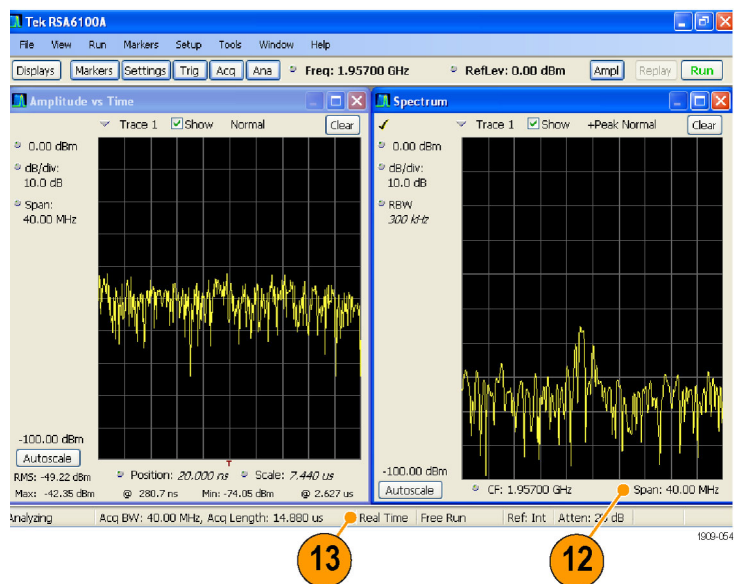 Tek RSA6100A
File View Run Markers Setup Tools Window Help
Displays Markers Settings Trig Acq Ana Freq: 1.95700 GHz RefLev: 0.00 dBm Ampl Replay Run
Amplitude vs Time
Trace 1 Show Normal Clear
0.00 dBm
dB/div:
10.0 dB
Span:
40.00 MHz
-100.00 dBm
Autoscale
T
Position: 20.000 ns Scale: 7.440 us
RMS: -49.22 dBm
Max: -42.35 dBm @ 280.7 ns Min: -74.05 dBm @ 2.627 us
Spectrum
Trace 1 Show +Peak Normal Clear
0.00 dBm
dB/div:
10.0 dB
RBW
300 kHz
-100.00 dBm
Autoscale CF: 1.95700 GHz Span: 40.00 MHz
Analyzing Acq BW: 40.00 MHz, Acq Length: 14.880 us Real Time Free Run Ref: Int Atten: 25 dB
1909-054
13 12